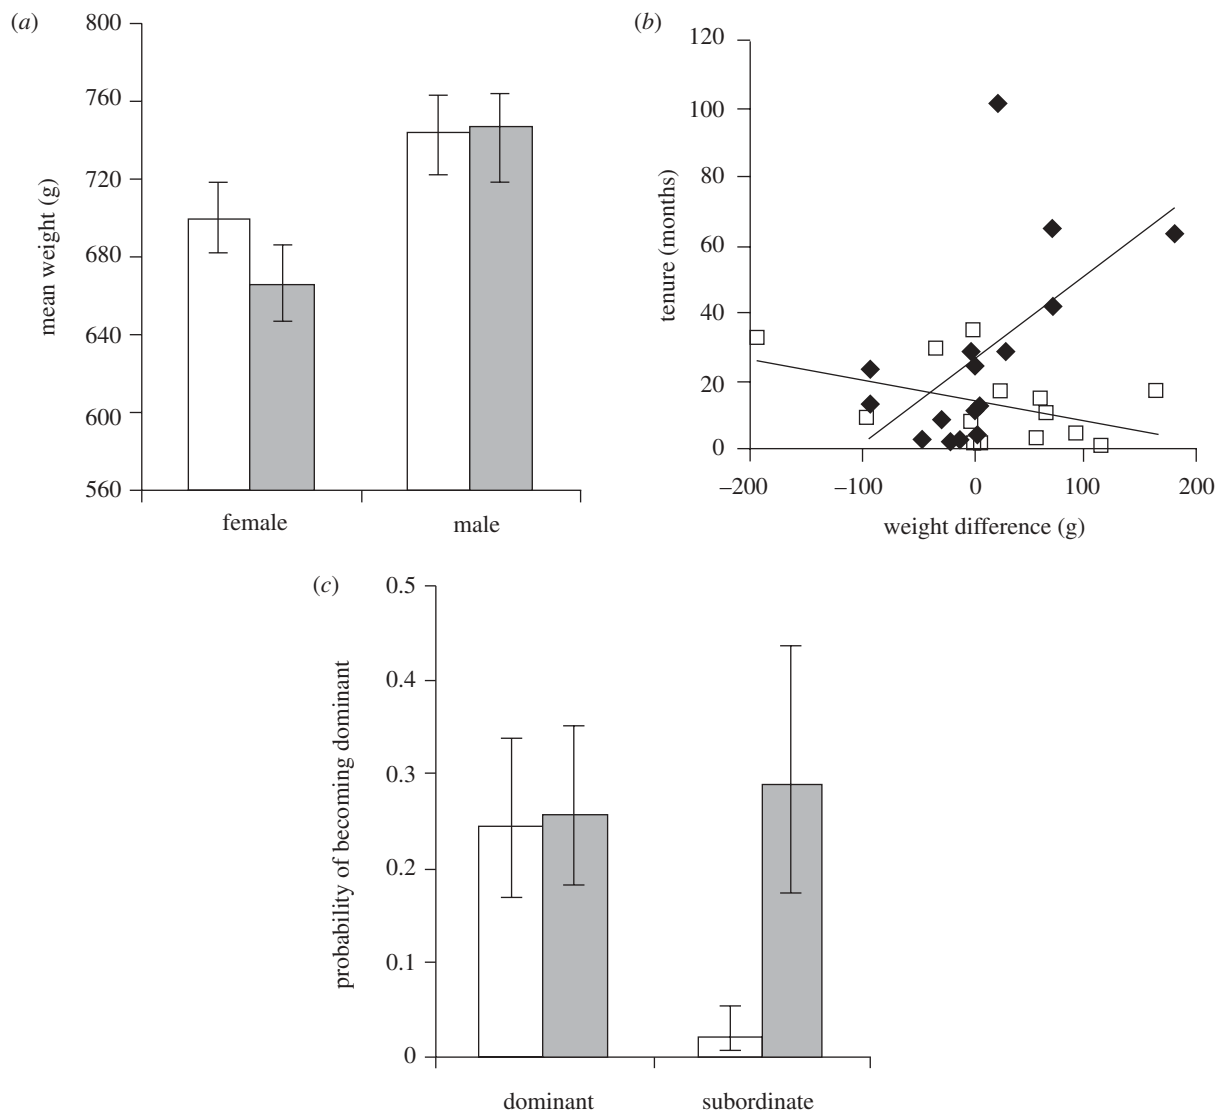 (a)
800
760
720
680
640
600
560
mean weight (g)
female
male
(b)
120
100
80
60
40
20
0
tenure (months)
–200
–100
0
100
200
weight difference (g)
(c)
0.5
0.4
0.3
0.2
0.1
0
probability of becoming dominant
dominant
subordinate